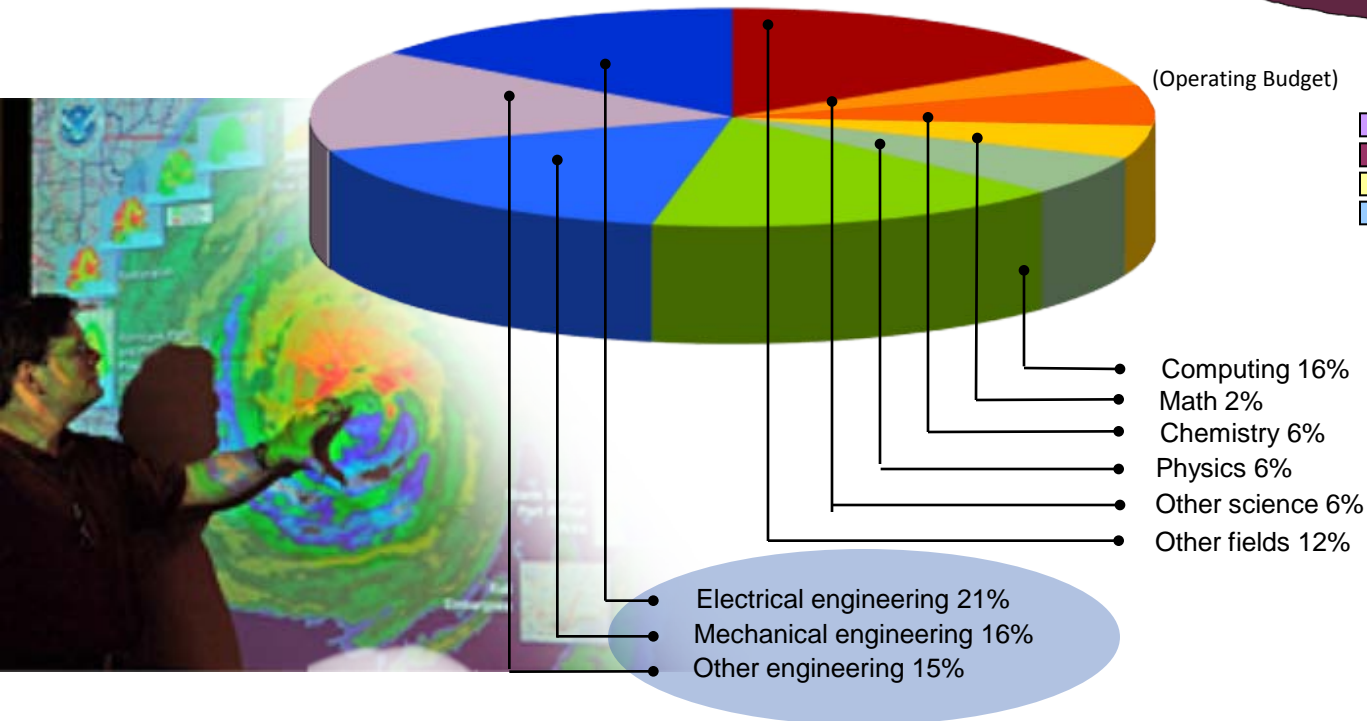 (Operating Budget)
Computing 16%
Math 2%
Chemistry 6%
Physics 6%
Other science 6%
Other fields 12%
Electrical engineering 21%
Mechanical engineering 16%
Other engineering 15%